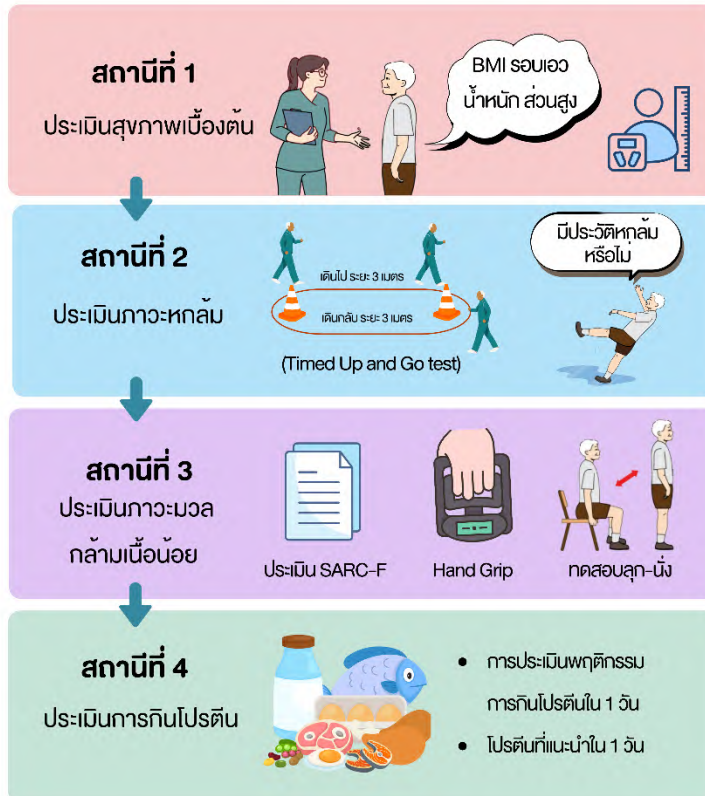 สถานีที่ 1
ประเมินสุขภาพเบื้องต้น
BMI รอบเอว
น้ำหนัก ส่วนสูง
สถานีที่ 2
ประเมินภาวะหกล้ม
เดินไป ระยะ 3 เมตร
เดินกลับ ระยะ 3 เมตร
(Timed Up and Go test)
มีประวัติหกล้ม
หรือไม่
สถานีที่ 3
ประเมินภาวะมวล
กล้ามเนื้อน้อย
ประเมิน SARC-F
Hand Grip
ทดสอบลุก-นั่ง
สถานีที่ 4
ประเมินการกินโปรตีน
• การประเมินพฤติกรรม
การกินโปรตีนใน 1 วัน
• โปรตีนที่แนะนำใน 1 วัน